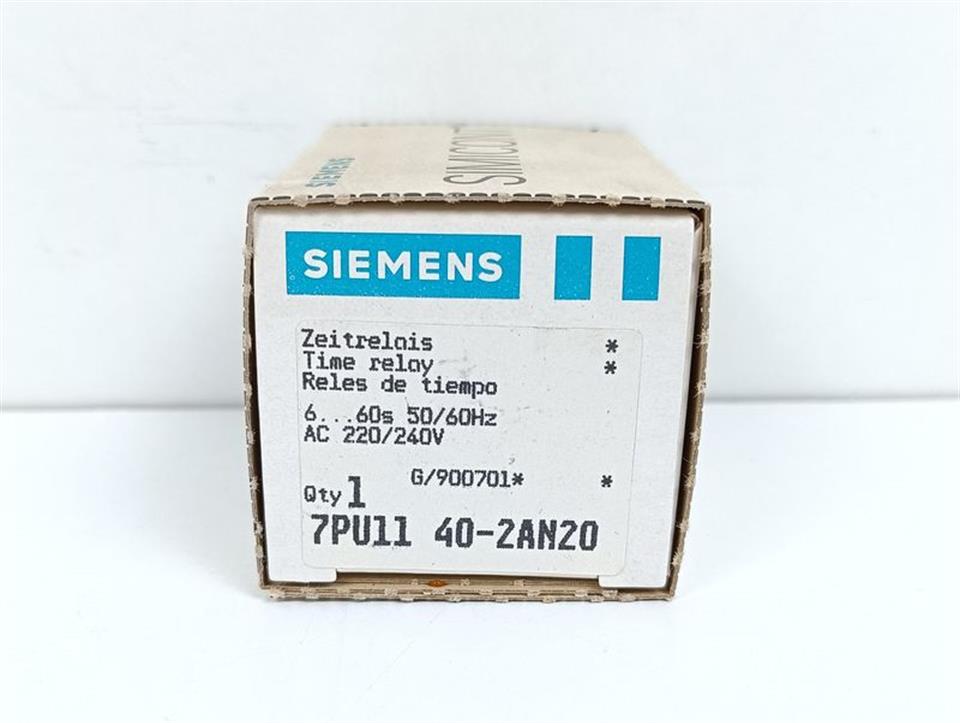 SIEMENS
SIEMENS
Zeitrelais *
Time relay *
Reles de tiempo
6...60s 50/60Hz
AC 220/240V
G/900701* *
Qty 1
7PU11 40-2AN20